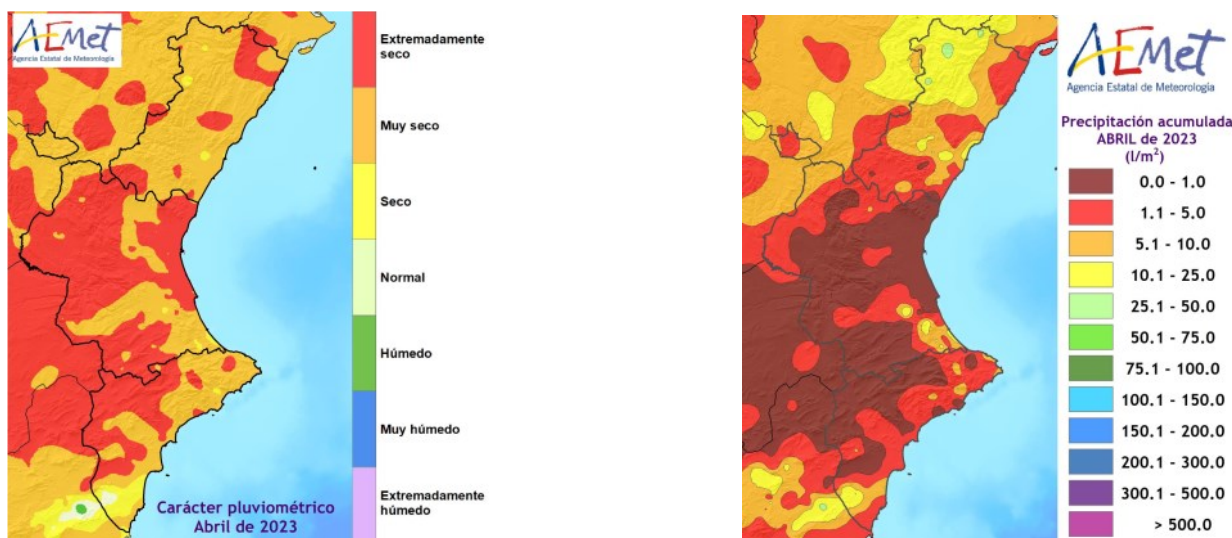 AEMet
Agencia Estatal de Meteorología
Extremadamente
seco
Muy seco
Seco
Normal
Húmedo
Muy húmedo
Extremadamente
húmedo
Carácter pluviométrico
Abril de 2023
AEMet
Agencia Estatal de Meteorología
Precipitación acumulada
ABRIL de 2023
(l/m²)
0.0 - 1.0
1.1 - 5.0
5.1 - 10.0
10.1 - 25.0
25.1 - 50.0
50.1 - 75.0
75.1 - 100.0
100.1 - 150.0
150.1 - 200.0
200.1 - 300.0
300.1 - 500.0
> 500.0